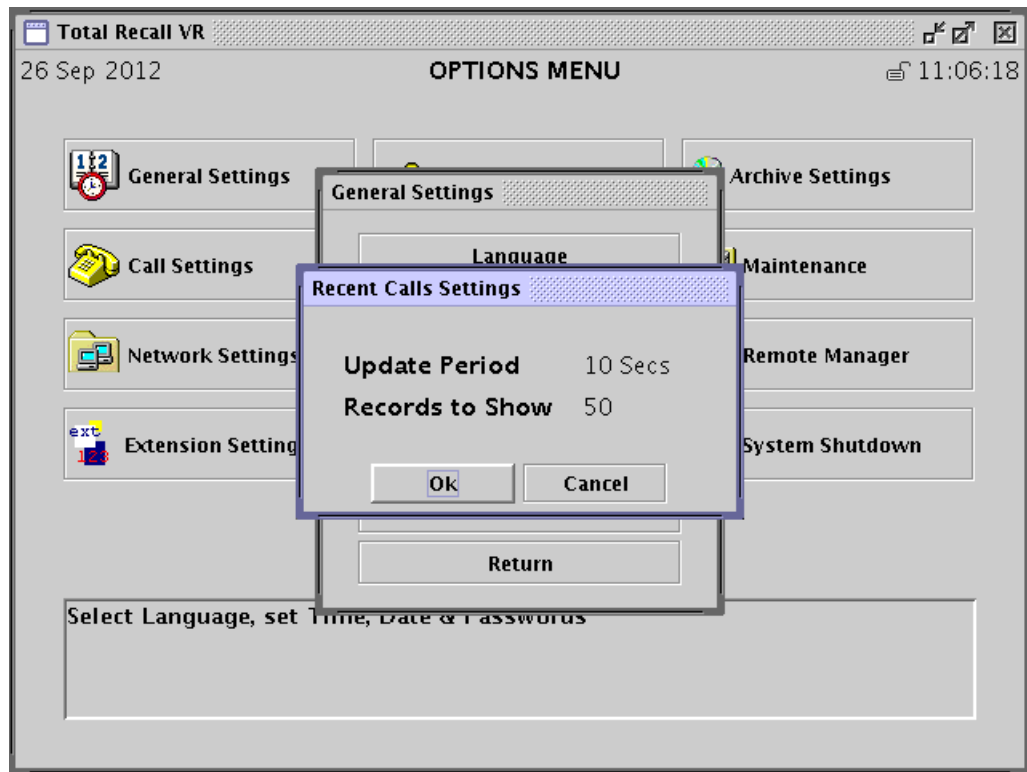 Total Recall VR
26 Sep 2012
OPTIONS MENU
11:06:18
General Settings
Archive Settings
General Settings
Call Settings
Language
Maintenance
Recent Calls Settings
Network Settings
Update Period 10 Secs
Remote Manager
Records to Show 50
ext
123
Extension Setting
System Shutdown
Ok
Cancel
Return
Select Language, set Time, Date & Passwords